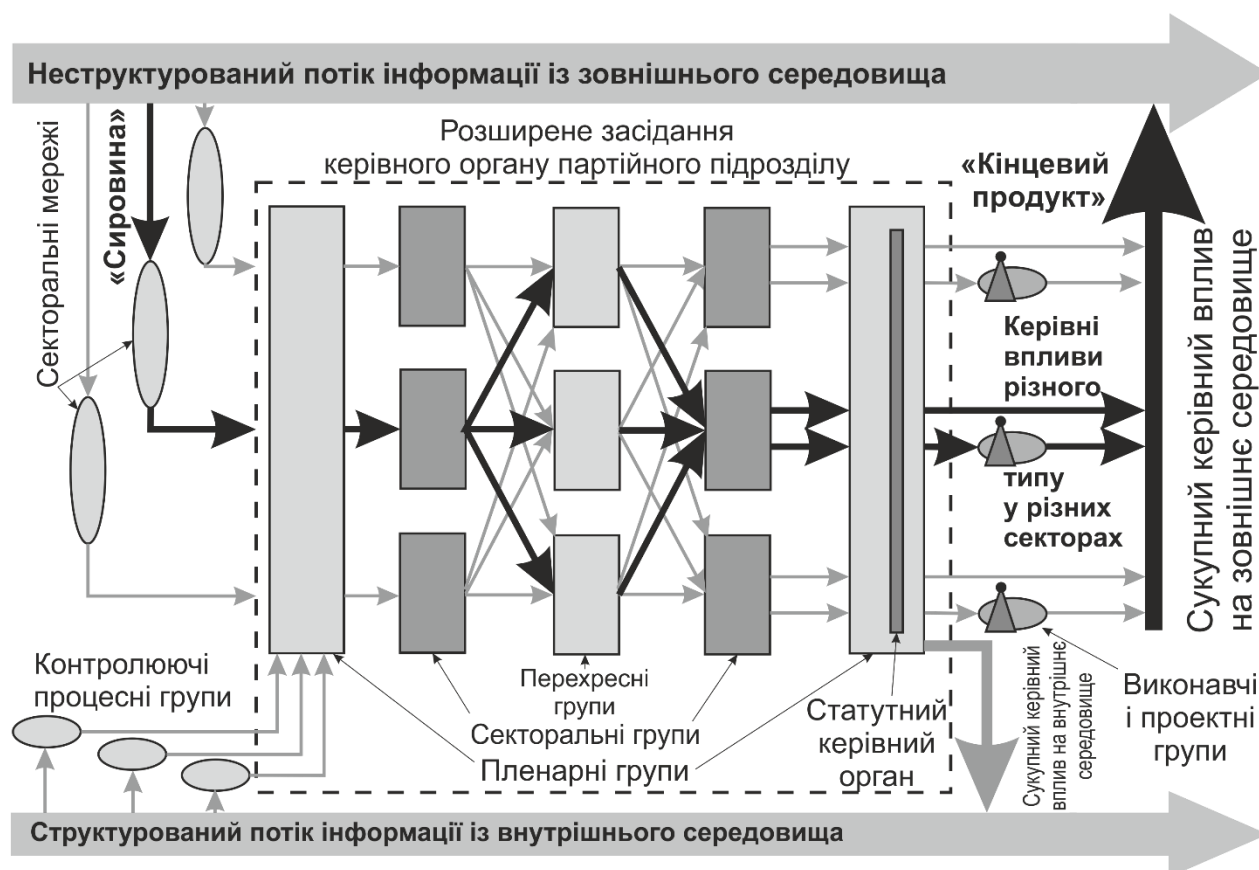 Неструктурований потік інформації із зовнішнього середовища
Секторальні мережі
«Сировина»
Розширене засідання
керівного органу партійного підрозділу
«Кінцевий
продукт»
Керівні
впливи
різного
типу
у різних
секторах
Сукупний керівний вплив
на зовнішнє середовище
Контролюючі
процесні групи
Перехресні
групи
Секторальні групи
Пленарні групи
Статутний
керівний
орган
Сукупний керівний
вплив на внутрішнє
середовище
Виконавчі
і проектні
групи
Структурований потік інформації із внутрішнього середовища